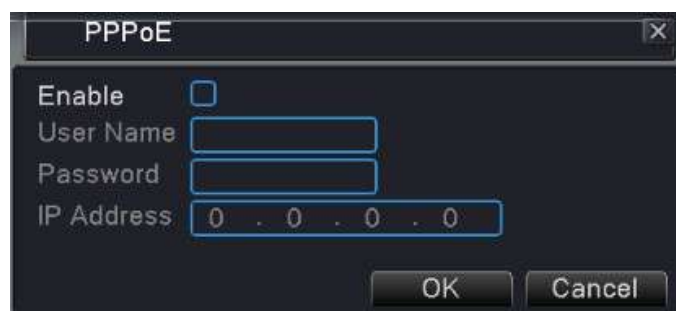 PPPoE
Enable
User Name
Password
IP Address 0 . 0 . 0 . 0
OK Cancel